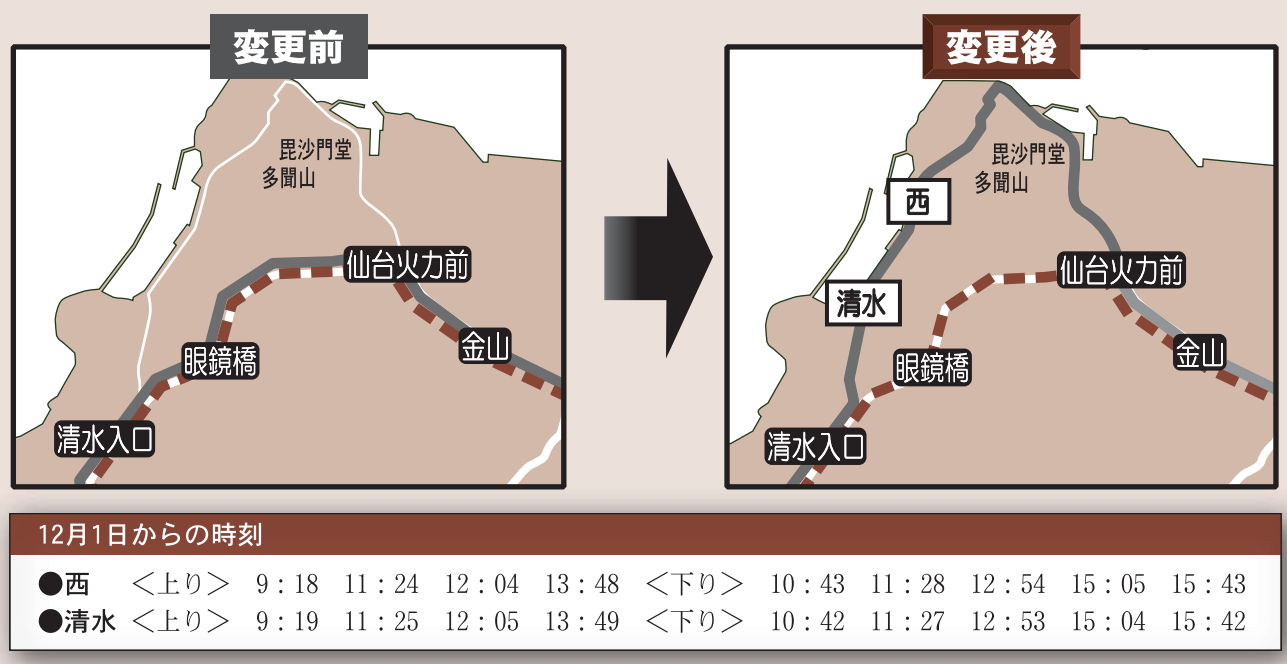 変更前
毘沙門堂
多聞山
仙台火力前
金山
眼鏡橋
清水入口
変更後
毘沙門堂
多聞山
西
清水
仙台火力前
金山
眼鏡橋
清水入口
12月1日からの時刻
●西 <上り> 9:18 11:24 12:04 13:48 <下り> 10:43 11:28 12:54 15:05 15:43
●清水 <上り> 9:19 11:25 12:05 13:49 <下り> 10:42 11:27 12:53 15:04 15:42